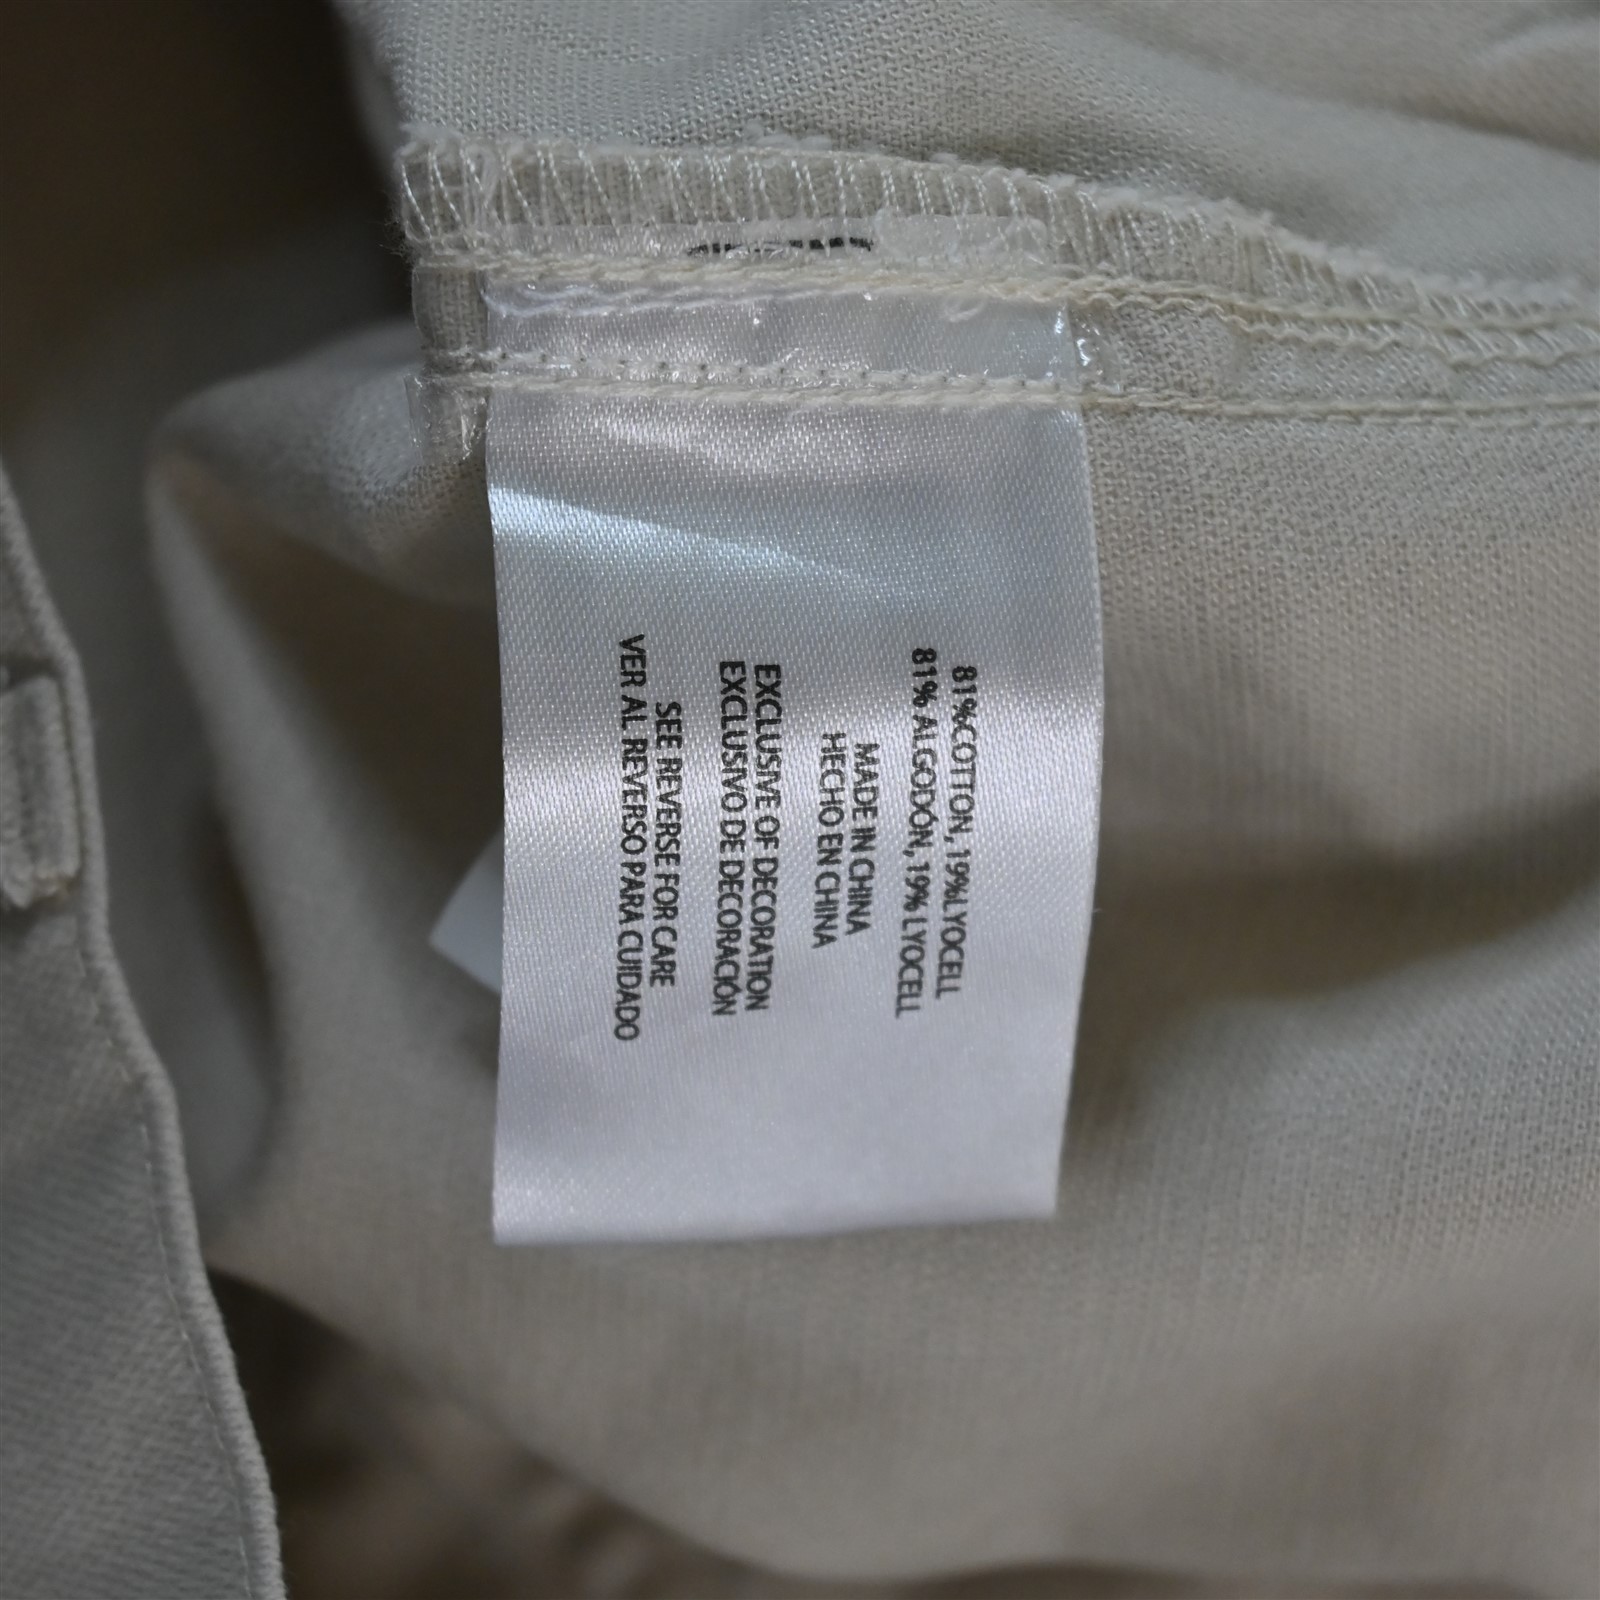 81%COTTON, 19%LYOCELL
81% ALGODÓN, 19% LYOCELL
MADE IN CHINA
HECHO EN CHINA
EXCLUSIVE OF DECORATION
EXCLUSIVO DE DECORACIÓN
SEE REVERSE FOR CARE
VER AL REVERSO PARA CUIDADO